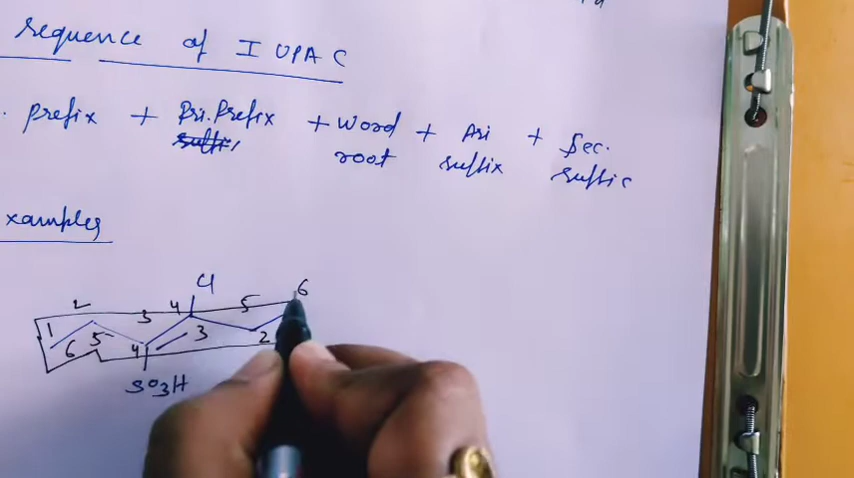 sequence of IUPAC
. prefix + Pri. Prefix + word + Pri + Sec.
root suffix suffix
xamples
Cl 6
2 3 4 5
1 6 5 4 3 2
SO3H